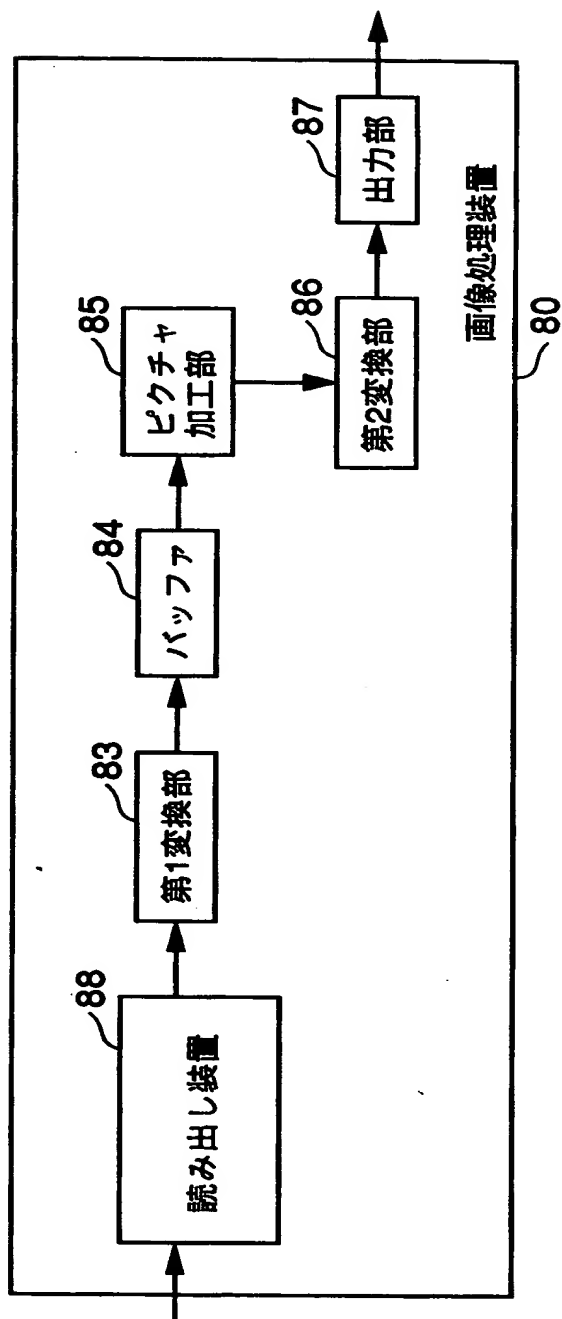 88
読み出し装置
83
第1変換部
84
バッファ
85
ピクチャ
加工部
86
第2変換部
87
出力部
画像処理装置
80